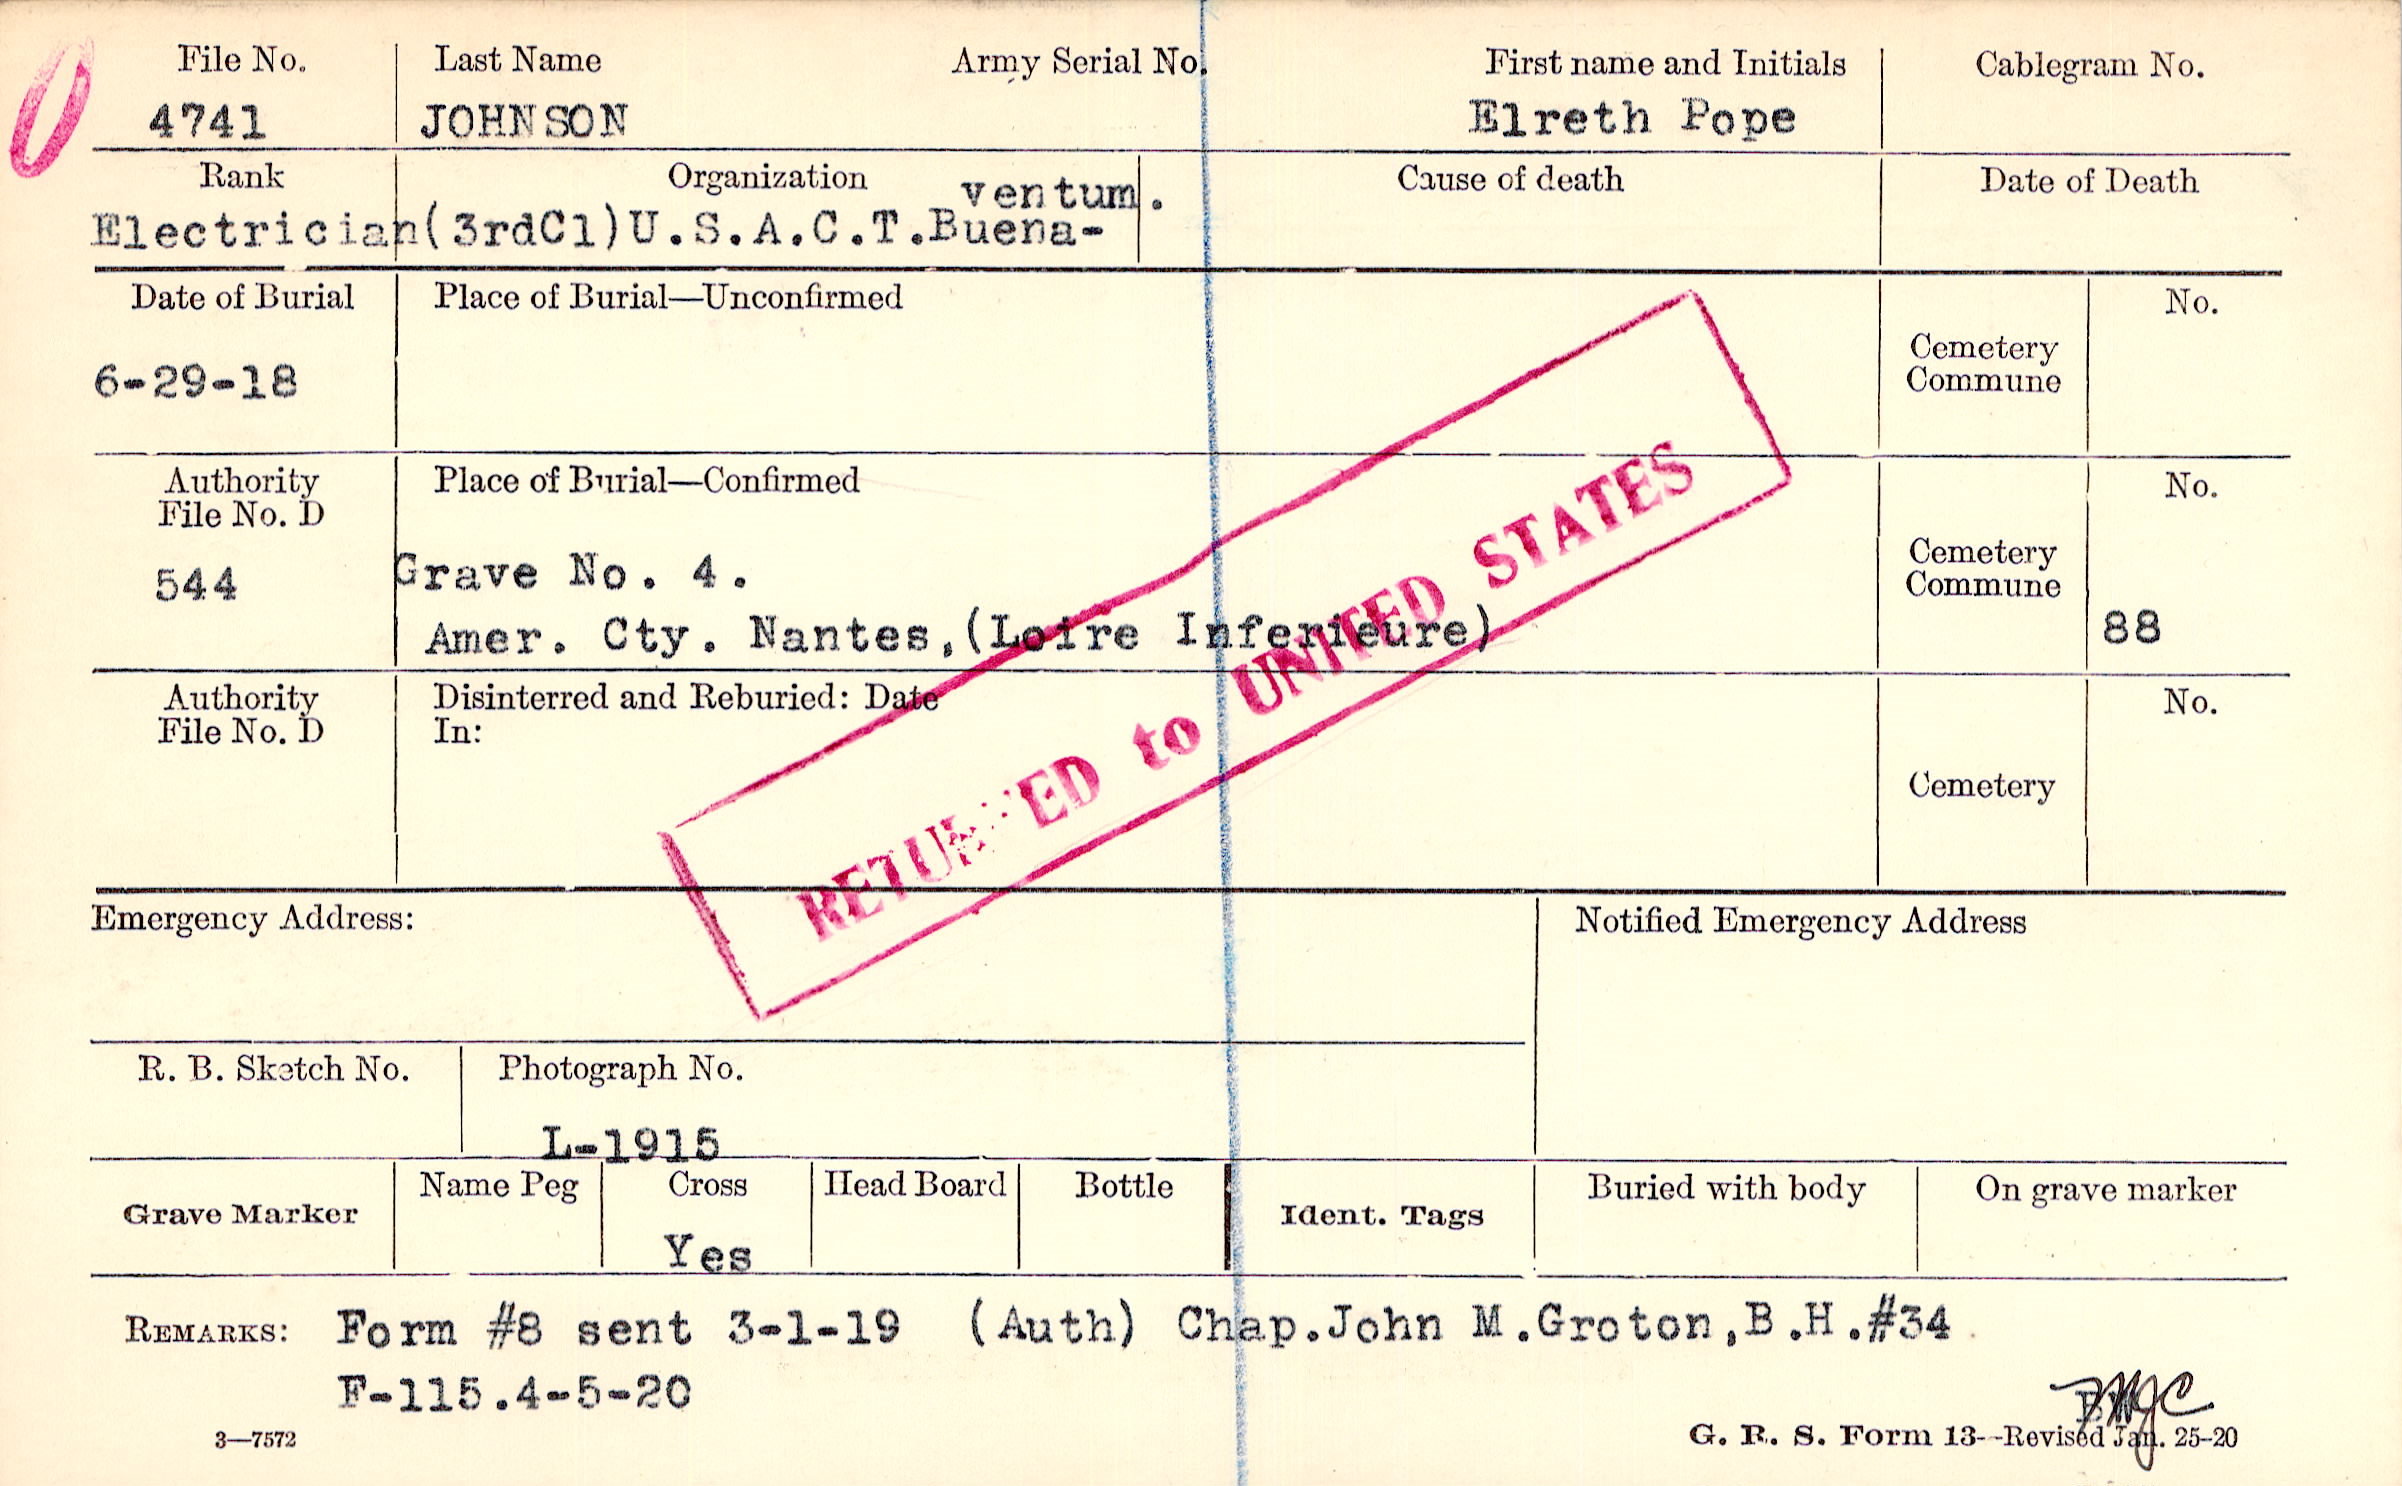 File No. Last Name Army Serial No. First name and Initials Cablegram No.
4741 JOHNSON Elreth Pope
Rank Organization Cause of death Date of Death
ventum.
Electrician(3rdCl)U.S.A.C.T.Buena-
Date of Burial Place of Burial—Unconfirmed No.
Cemetery
Commune
6-29-18
Authority Place of Burial—Confirmed No.
File No. D
Cemetery
Commune
544 Grave No. 4.
Amer. Cty. Nantes,(Loire Inferieure) 88
Authority Disinterred and Reburied: Date No.
File No. D In:
Cemetery
RETURNED to UNITED STATES
Emergency Address: Notified Emergency Address
R. B. Sketch No. Photograph No.
L-1915
Grave Marker Name Peg Cross Head Board Bottle Ident. Tags Buried with body On grave marker
Yes
REMARKS: Form #8 sent 3-1-19 (Auth) Chap.John M.Groton,B.H.#34
F-115.4-5-20
3—7572 G. R. S. Form 13--Revised Jan. 25-20